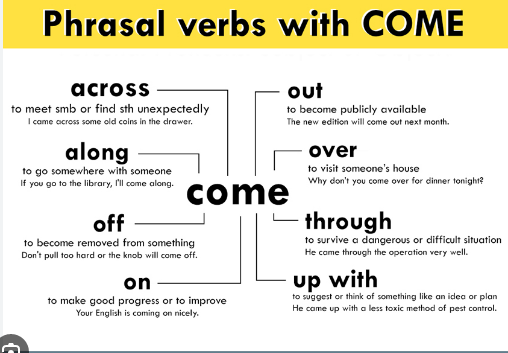 Phrasal verbs with COME
across
to meet smb or find sth unexpectedly
I came across some old coins in the drawer.
along
to go somewhere with someone
If you go to the library, I'll come along.
off
to become removed from something
Don't pull too hard or the knob will come off.
on
to make good progress or to improve
Your English is coming on nicely.
come
out
to become publicly available
The new edition will come out next month.
over
to visit someone's house
Why don't you come over for dinner tonight?
through
to survive a dangerous or difficult situation
He came through the operation very well.
up with
to suggest or think of something like an idea or plan
He came up with a less toxic method of pest control.